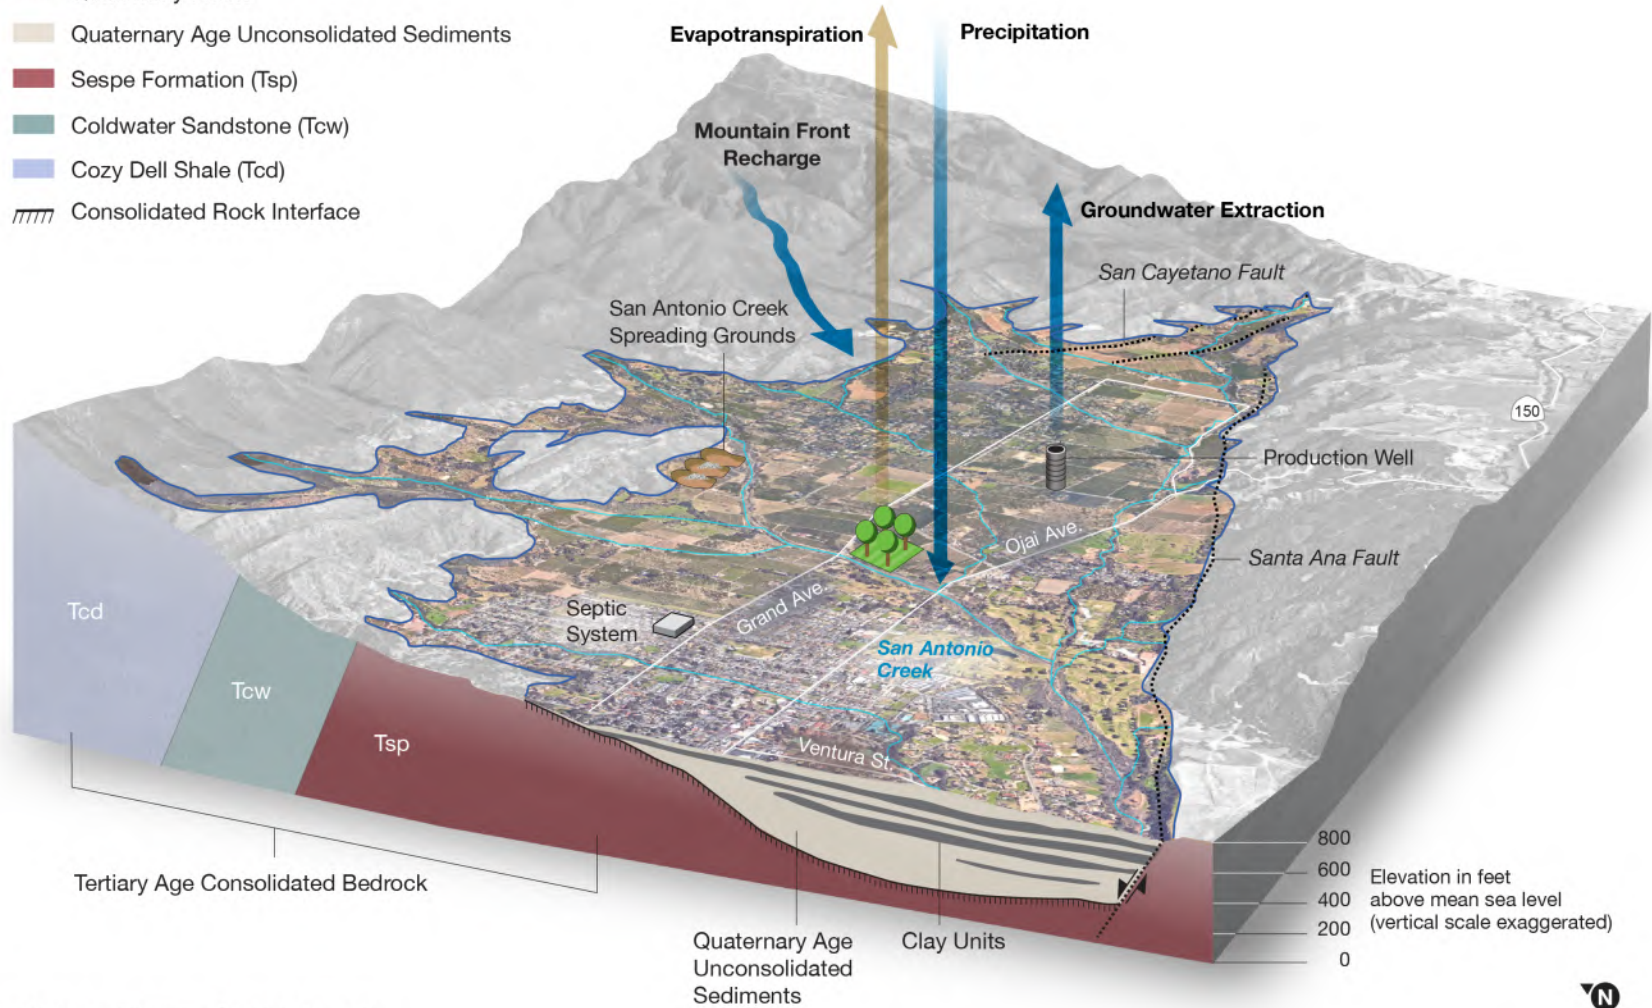 Quaternary Age Unconsolidated Sediments
Sespe Formation (Tsp)
Coldwater Sandstone (Tcw)
Cozy Dell Shale (Tcd)
Consolidated Rock Interface
Evapotranspiration
Precipitation
Mountain Front
Recharge
Groundwater Extraction
San Cayetano Fault
San Antonio Creek
Spreading Grounds
150
Production Well
Ojai Ave.
Santa Ana Fault
Grand Ave.
Septic
System
San Antonio
Creek
Tcd
Tcw
Tsp
Ventura St.
Tertiary Age Consolidated Bedrock
Quaternary Age
Unconsolidated
Sediments
Clay Units
800
600
400
200
0
Elevation in feet
above mean sea level
(vertical scale exaggerated)
N